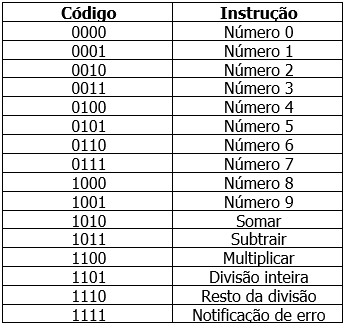 Código Instrução
0000 Número 0
0001 Número 1
0010 Número 2
0011 Número 3
0100 Número 4
0101 Número 5
0110 Número 6
0111 Número 7
1000 Número 8
1001 Número 9
1010 Somar
1011 Subtrair
1100 Multiplicar
1101 Divisão inteira
1110 Resto da divisão
1111 Notificação de erro